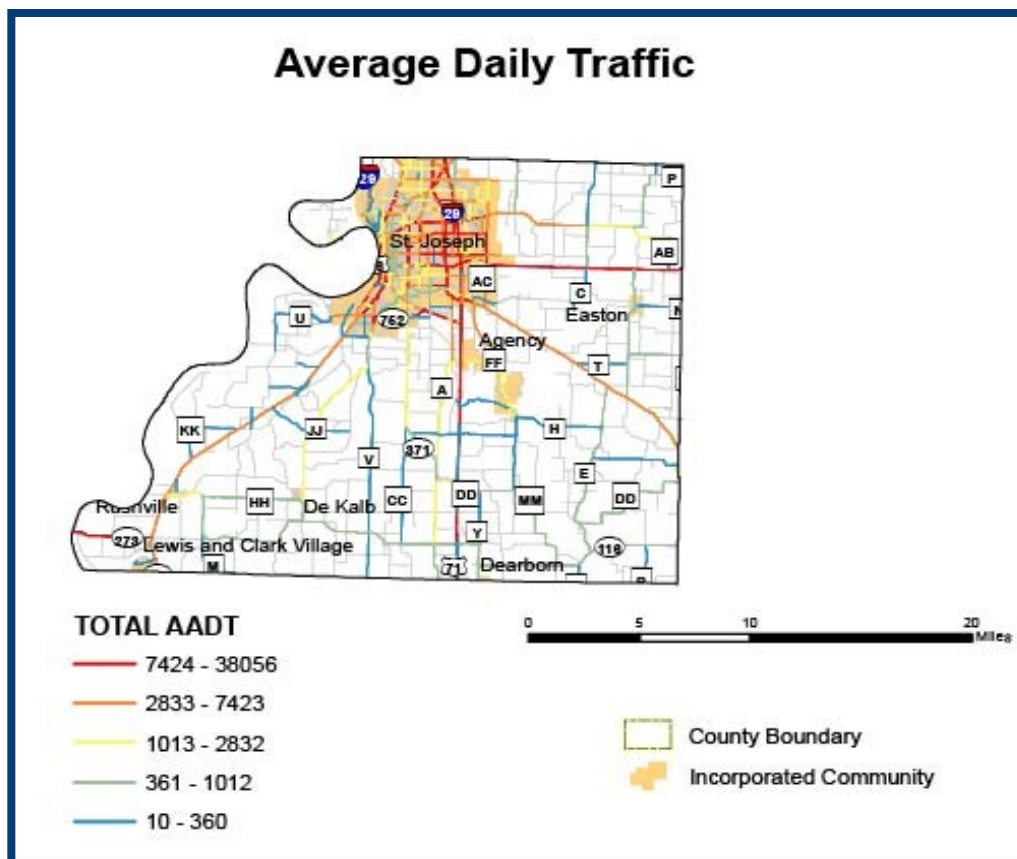 Average Daily Traffic
P
29
29
St. Joseph
AB
AC
C
Easton
U
752
Agency
FF
T
A
KK
JJ
H
371
V
E
HH
De Kalb
CC
DD
MM
DD
Rushville
Y
273
Lewis and Clark Village
116
M
71
Dearborn
TOTAL AADT
7424 - 38056
2833 - 7423
1013 - 2832
361 - 1012
10 - 360
0 5 10 20
Miles
County Boundary
Incorporated Community